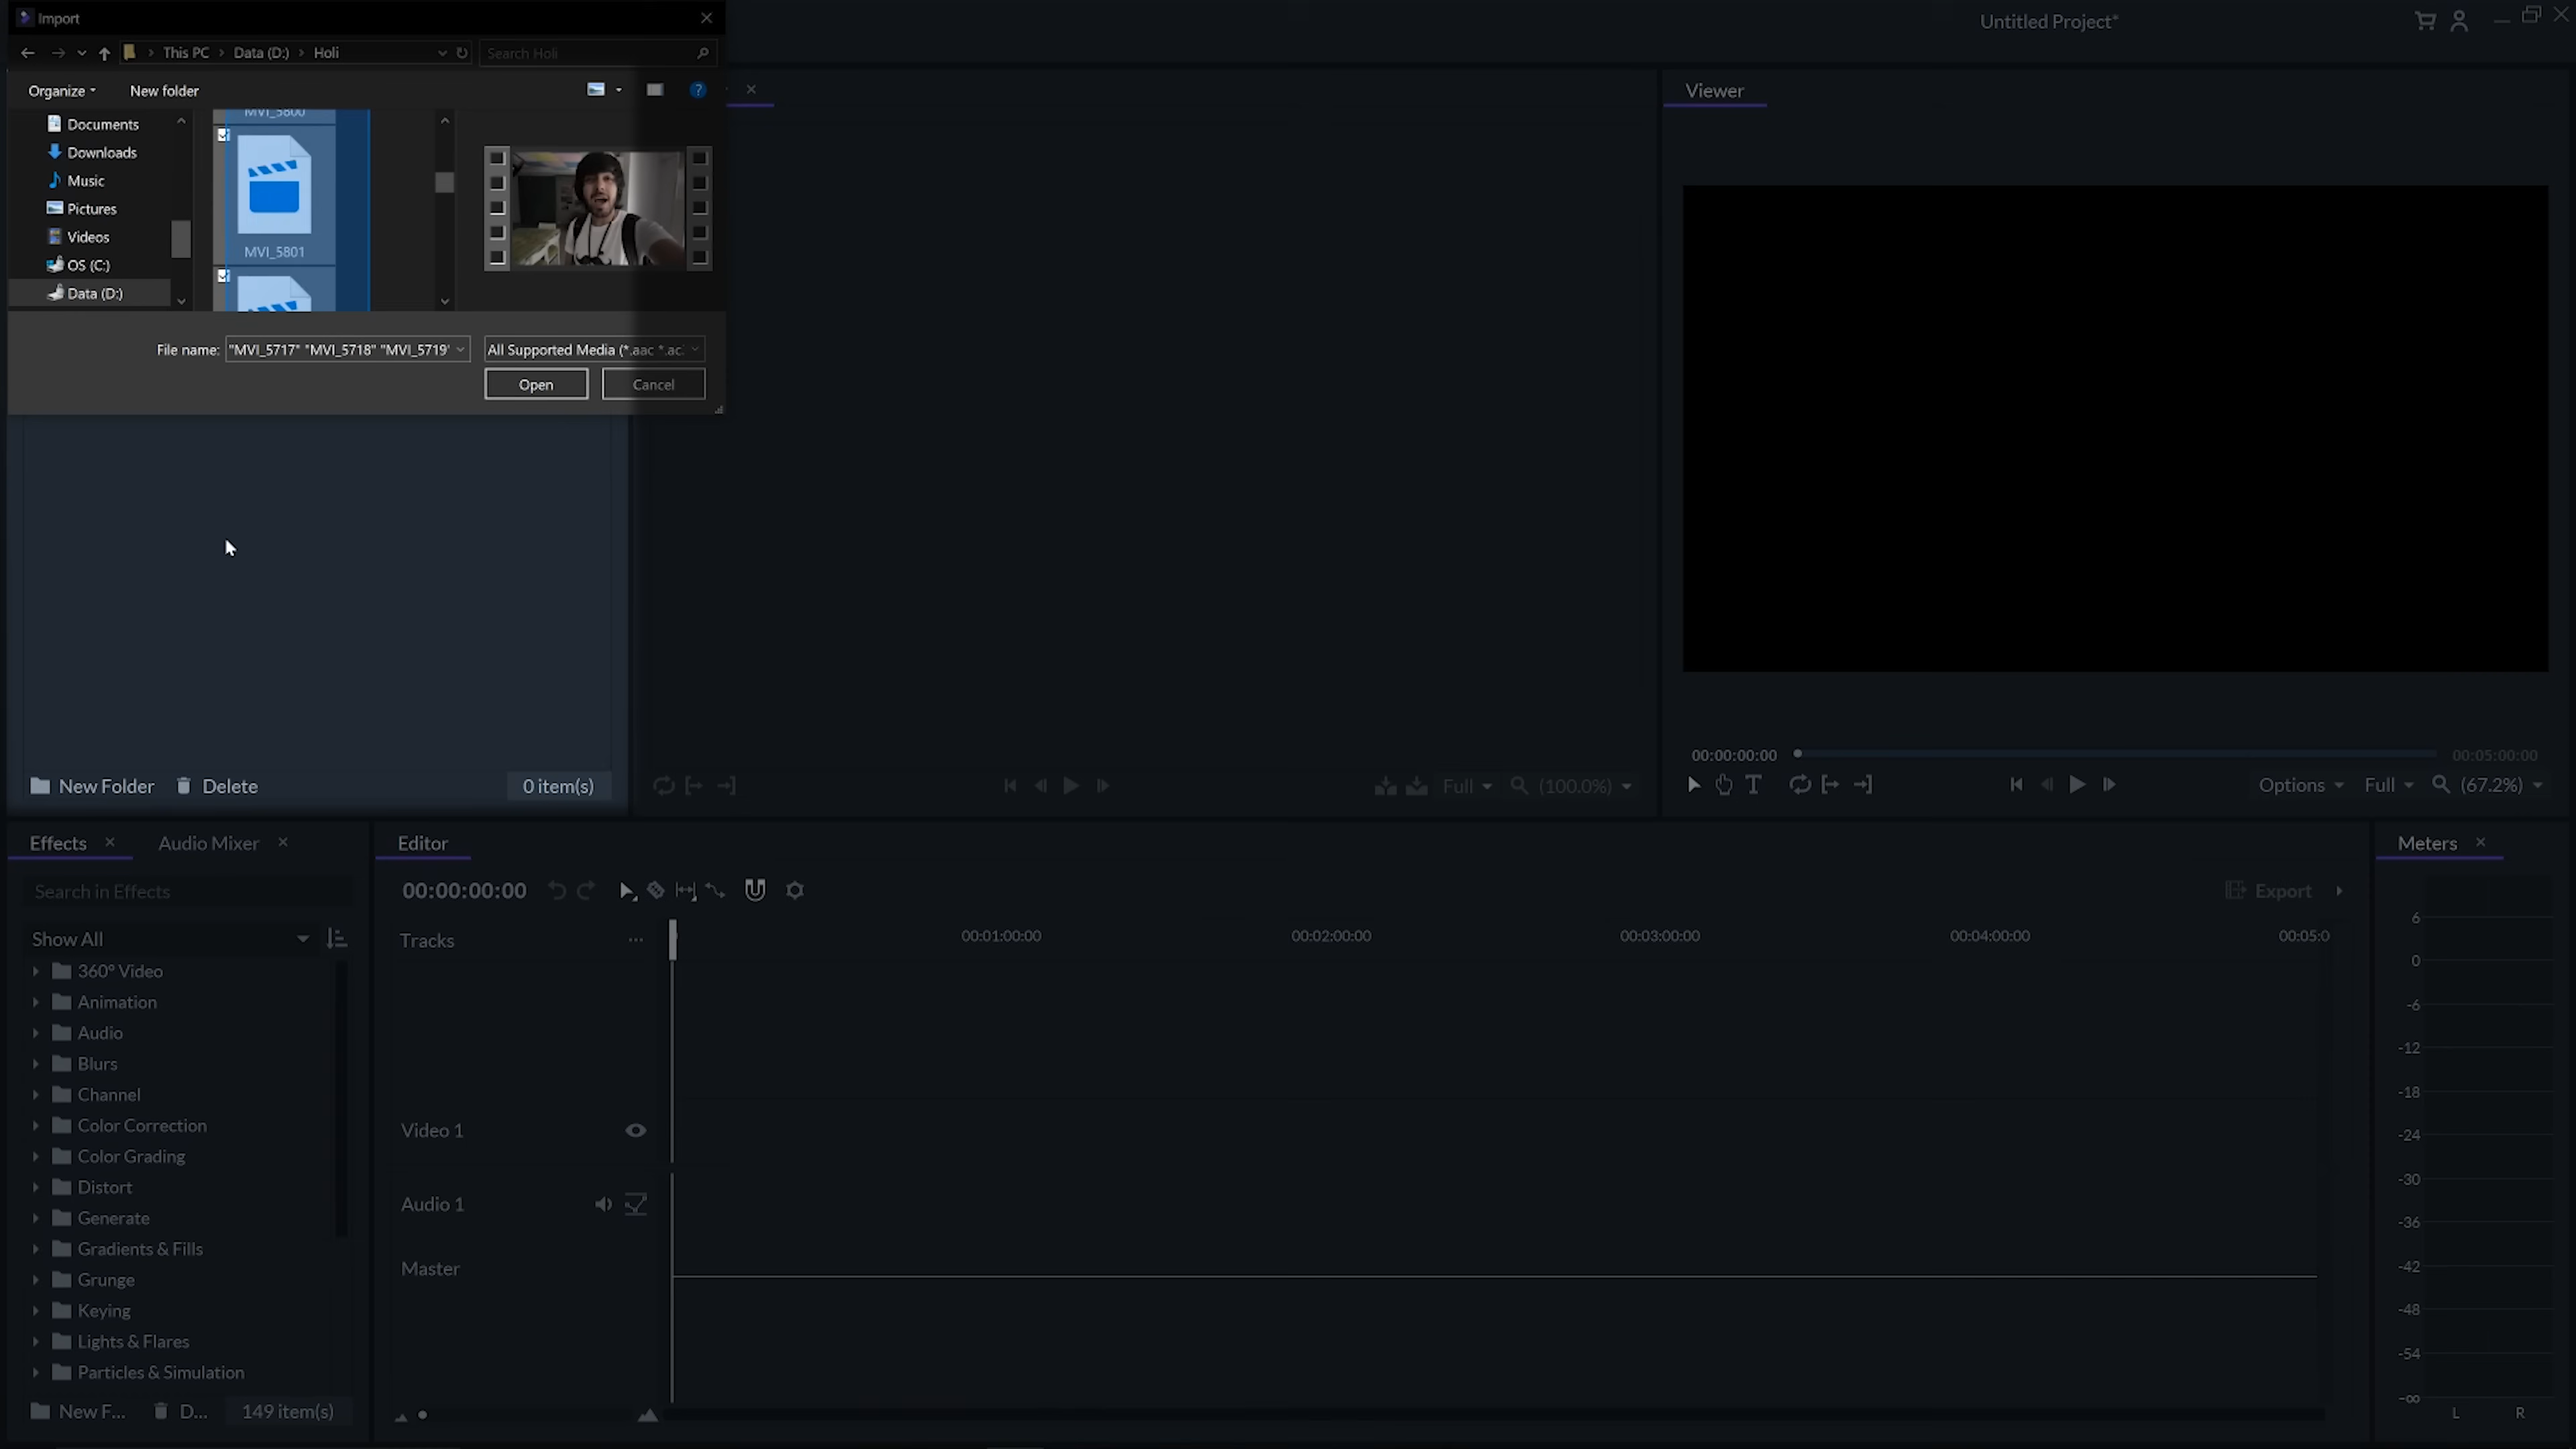 Import
Untitled Project*
This PC > Data (D:) > Holi
Search Holi
Organize
New folder
?
Viewer
Documents
Downloads
Music
Pictures
Videos
OS (C:)
Data (D:)
MVI_5800
MVI_5801
File name: "MVI_5717" "MVI_5718" "MVI_5719"
All Supported Media (*.aac *.ac
Open
Cancel
New Folder
Delete
0 item(s)
Full
(100.0%)
00:00:00:00
00:05:00:00
Options
Full
(67.2%)
Effects
Audio Mixer
Search in Effects
Show All
360° Video
Animation
Audio
Blurs
Channel
Color Correction
Color Grading
Distort
Generate
Gradients & Fills
Grunge
Keying
Lights & Flares
Particles & Simulation
New F...
D...
149 item(s)
Editor
00:00:00:00
Export
Tracks
00:01:00:00
00:02:00:00
00:03:00:00
00:04:00:00
00:05:0
Video 1
Audio 1
Master
Meters
6
0
-6
-12
-18
-24
-30
-36
-42
-48
-54
-∞
L R